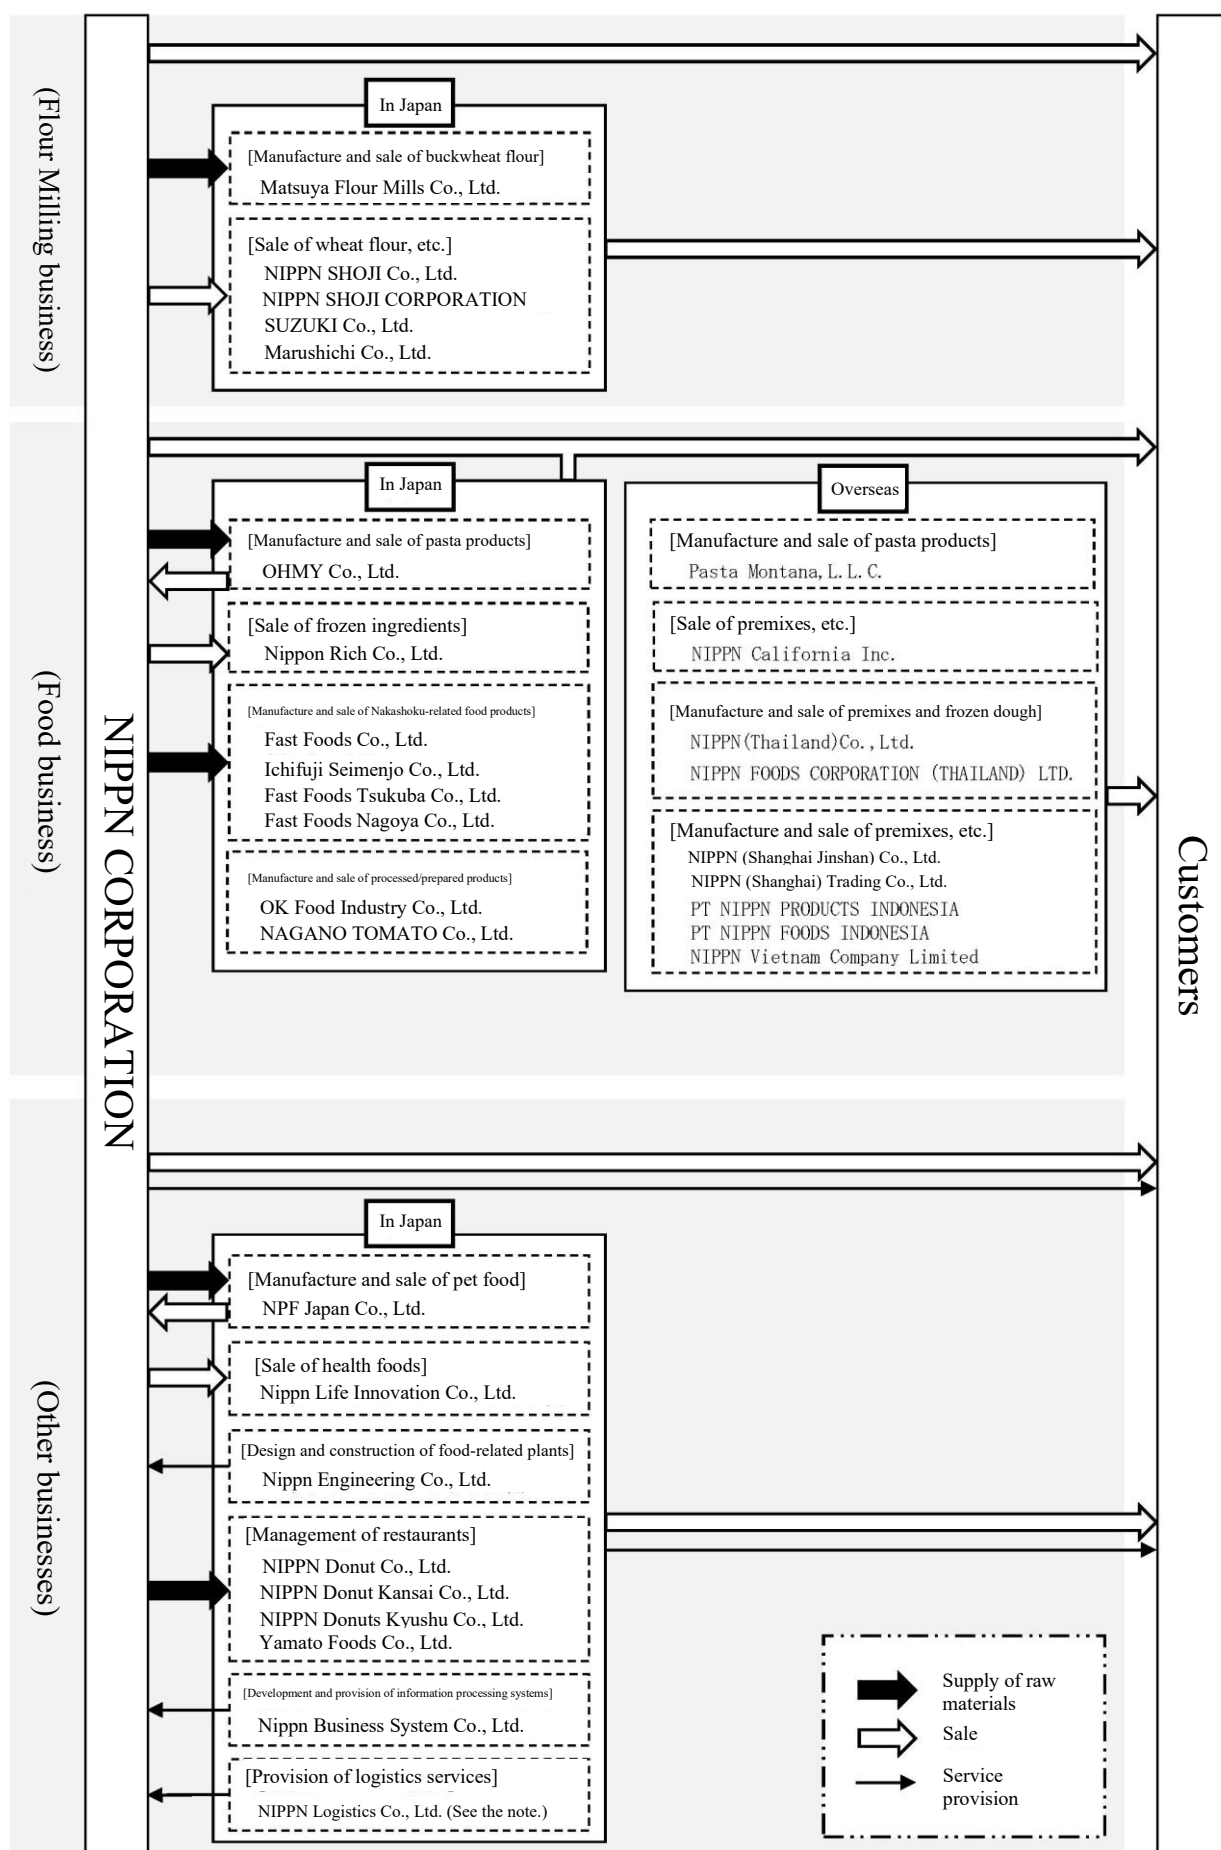 (Flour Milling business)
In Japan
[Manufacture and sale of buckwheat flour]
Matsuya Flour Mills Co., Ltd.
[Sale of wheat flour, etc.]
NIPPN SHOJI Co., Ltd.
NIPPN SHOJI CORPORATION
SUZUKI Co., Ltd.
Marushichi Co., Ltd.
NIPPN CORPORATION
Customers
(Food business)
In Japan
[Manufacture and sale of pasta products]
OHMY Co., Ltd.
[Sale of frozen ingredients]
Nippon Rich Co., Ltd.
[Manufacture and sale of Nakashoku-related food products]
Fast Foods Co., Ltd.
Ichifuji Seimenjo Co., Ltd.
Fast Foods Tsukuba Co., Ltd.
Fast Foods Nagoya Co., Ltd.
[Manufacture and sale of processed/prepared products]
OK Food Industry Co., Ltd.
NAGANO TOMATO Co., Ltd.
Overseas
[Manufacture and sale of pasta products]
Pasta Montana,L.L.C.
[Sale of premixes, etc.]
NIPPN California Inc.
[Manufacture and sale of premixes and frozen dough]
NIPPN(Thailand)Co.,Ltd.
NIPPN FOODS CORPORATION (THAILAND) LTD.
[Manufacture and sale of premixes, etc.]
NIPPN (Shanghai Jinshan) Co., Ltd.
NIPPN (Shanghai) Trading Co., Ltd.
PT NIPPN PRODUCTS INDONESIA
PT NIPPN FOODS INDONESIA
NIPPN Vietnam Company Limited
(Other businesses)
In Japan
[Manufacture and sale of pet food]
NPF Japan Co., Ltd.
[Sale of health foods]
Nippn Life Innovation Co., Ltd.
[Design and construction of food-related plants]
Nippn Engineering Co., Ltd.
[Management of restaurants]
NIPPN Donut Co., Ltd.
NIPPN Donut Kansai Co., Ltd.
NIPPN Donuts Kyushu Co., Ltd.
Yamato Foods Co., Ltd.
[Development and provision of information processing systems]
Nippn Business System Co., Ltd.
[Provision of logistics services]
NIPPN Logistics Co., Ltd. (See the note.)
Supply of raw
materials
Sale
Service
provision